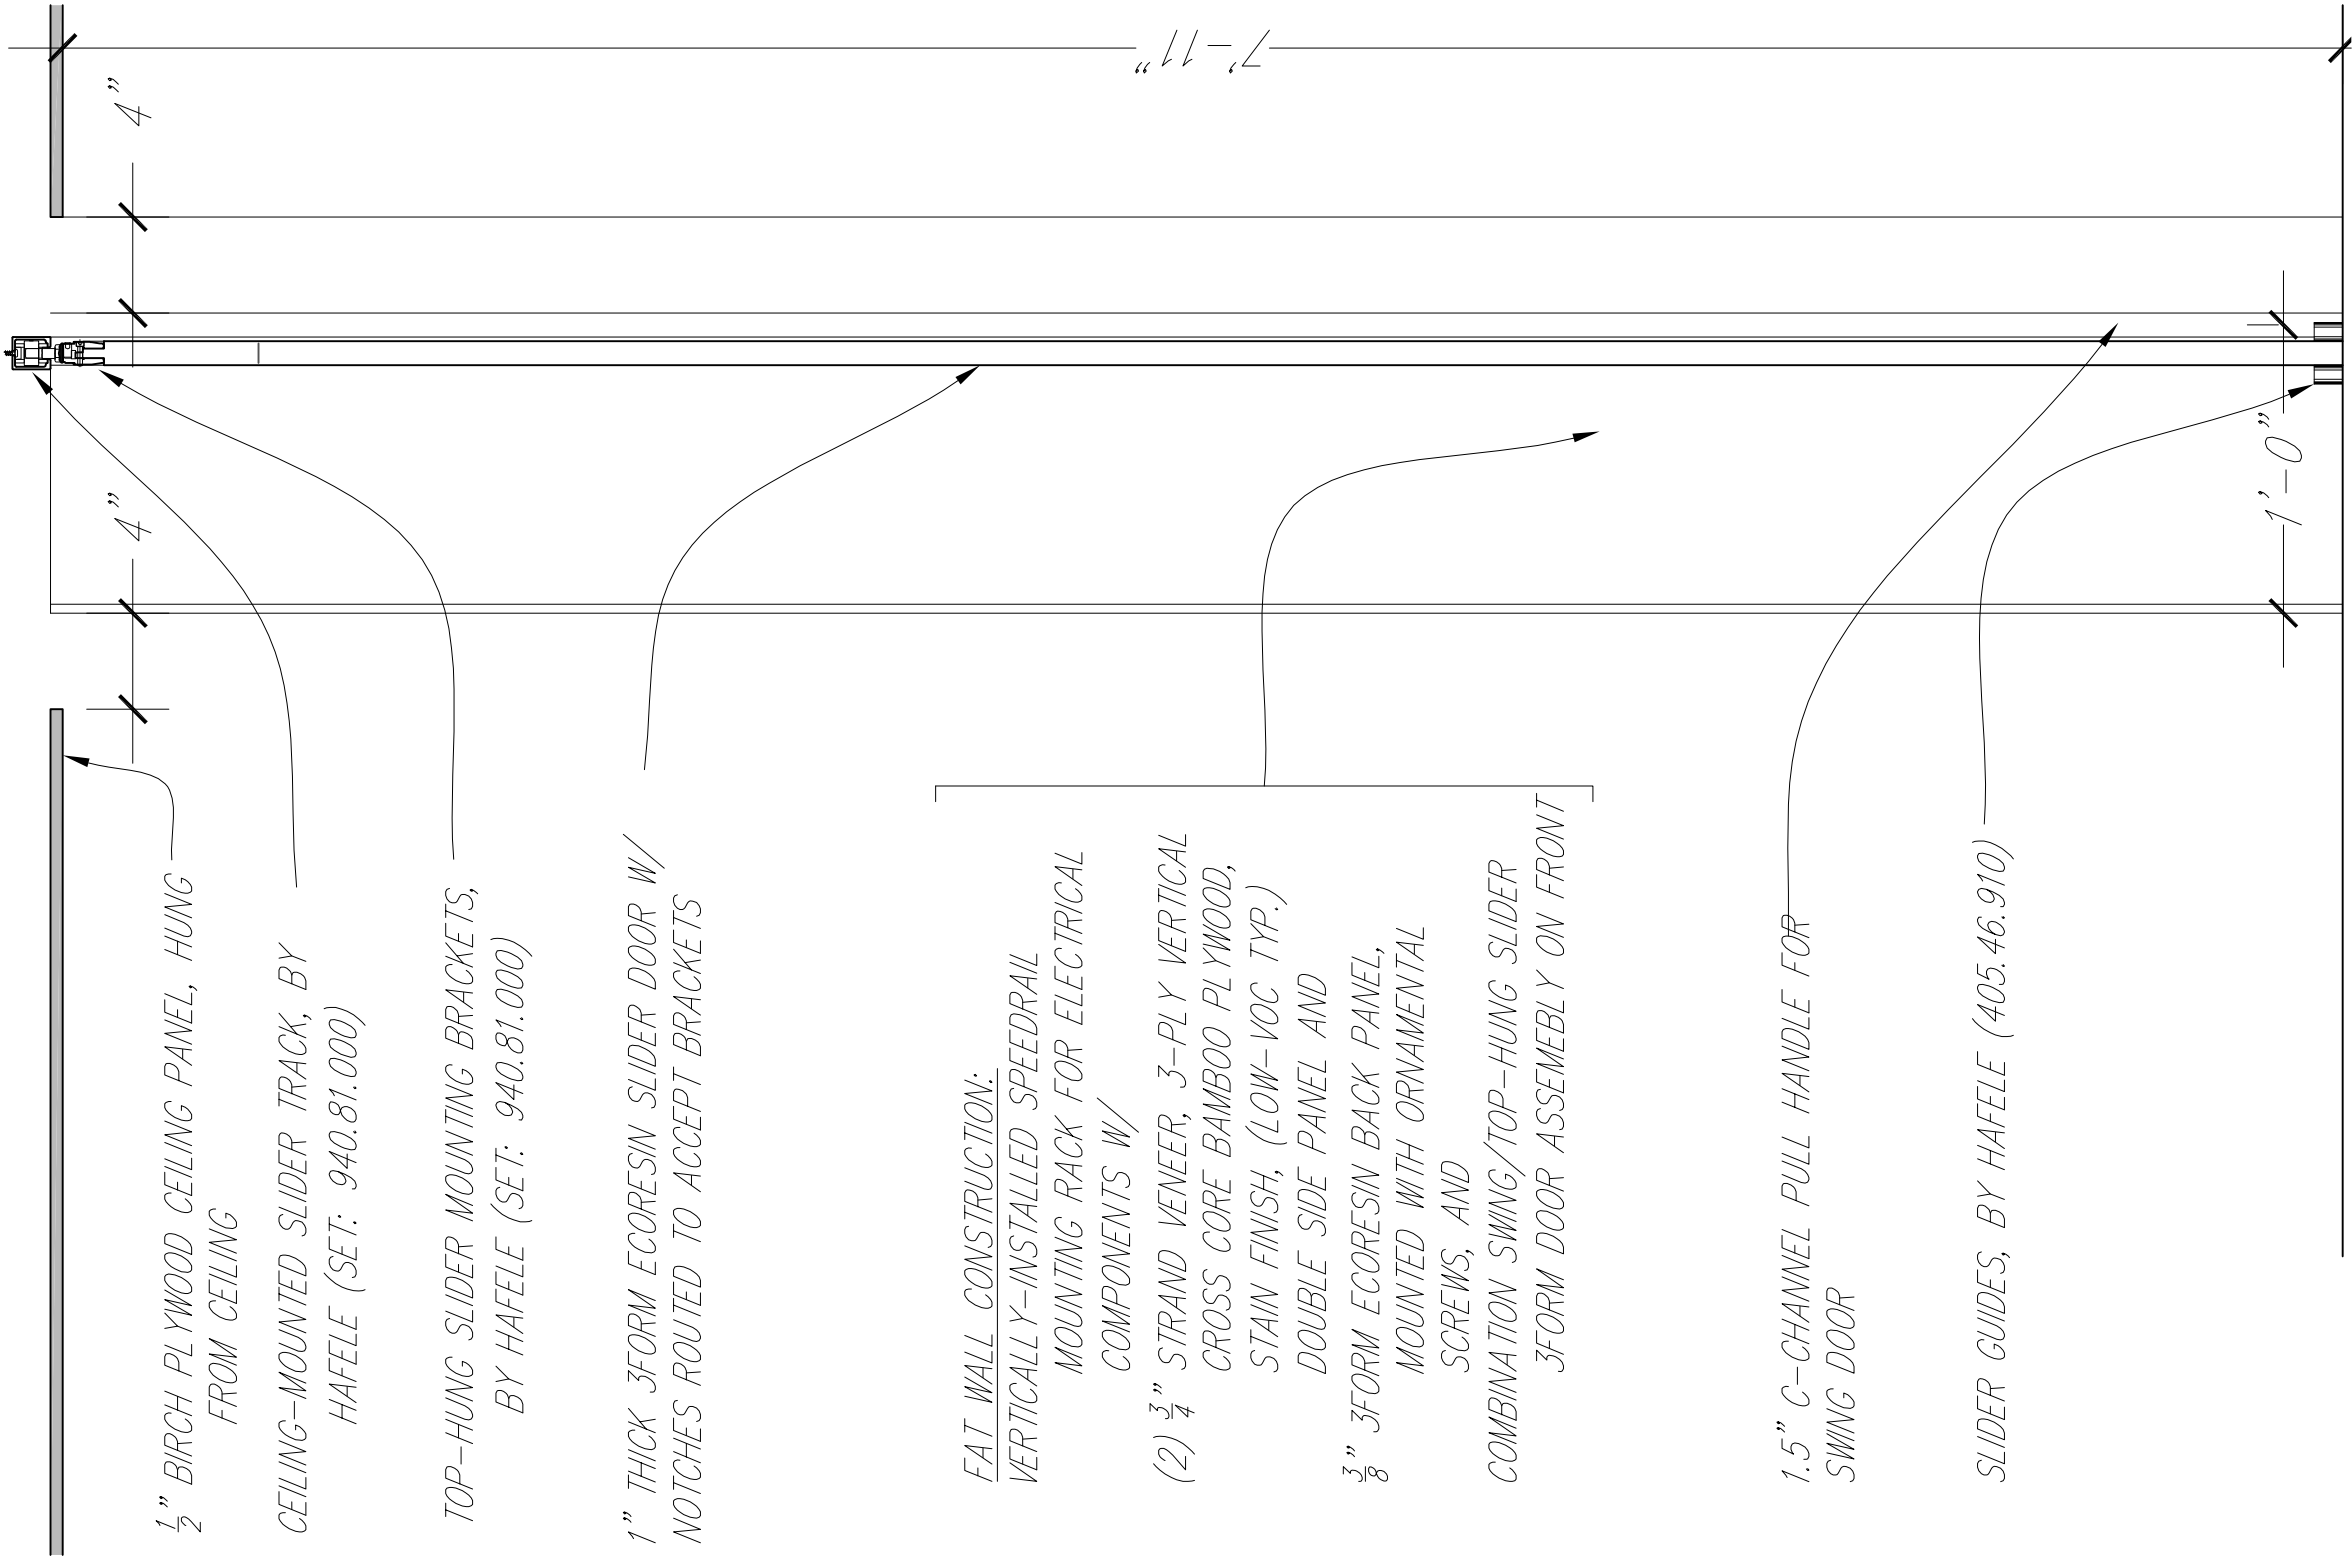 ½" BIRCH PLYWOOD CEILING PANEL, HUNG
FROM CEILING
CEILING-MOUNTED SLIDER TRACK, BY
HAFELE (SET: 940.81.000)
TOP-HUNG SLIDER MOUNTING BRACKETS,
BY HAFELE (SET: 940.81.000)
1" THICK 3FORM ECORESIN SLIDER DOOR W/
NOTCHES ROUTED TO ACCEPT BRACKETS
FAT WALL CONSTRUCTION:
VERTICALLY-INSTALLED SPEEDRAIL
MOUNTING RACK FOR ELECTRICAL
COMPONENTS W/
(2) ¾" STRAND VENEER, 3-PLY VERTICAL
CROSS CORE BAMBOO PLYWOOD,
STAIN FINISH, (LOW-VOC TYP.)
DOUBLE SIDE PANEL AND
⅜" 3FORM ECORESIN BACK PANEL,
MOUNTED WITH ORNAMENTAL
SCREWS, AND
COMBINATION SWING/TOP-HUNG SLIDER
3FORM DOOR ASSEMEBLY ON FRONT
1.5" C-CHANNEL PULL HANDLE FOR
SWING DOOR
SLIDER GUIDES, BY HAFELE (405.46.910)
4"
4"
1'-0"
7'-11"